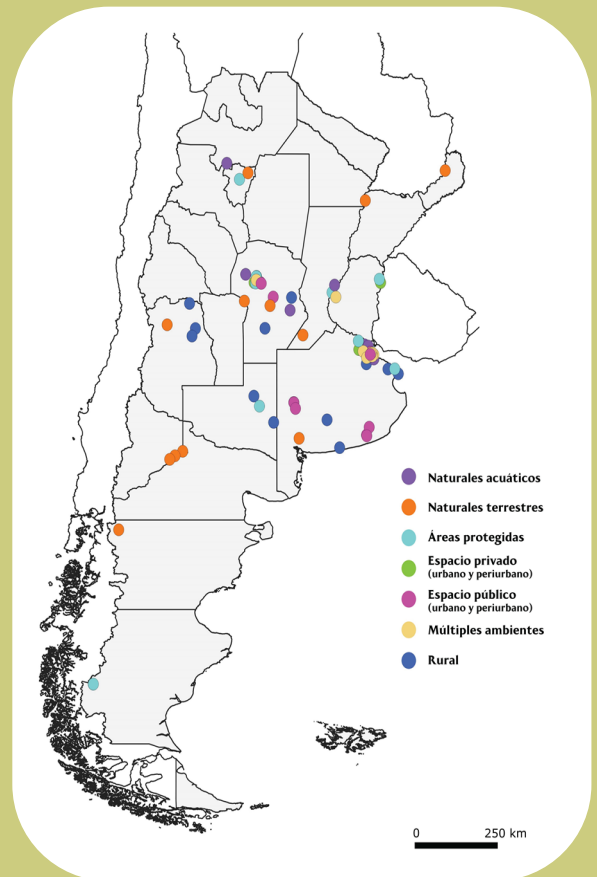 Naturales acuáticos
Naturales terrestres
Áreas protegidas
Espacio privado
(urbano y periurbano)
Espacio público
(urbano y periurbano)
Múltiples ambientes
Rural
0 250 km